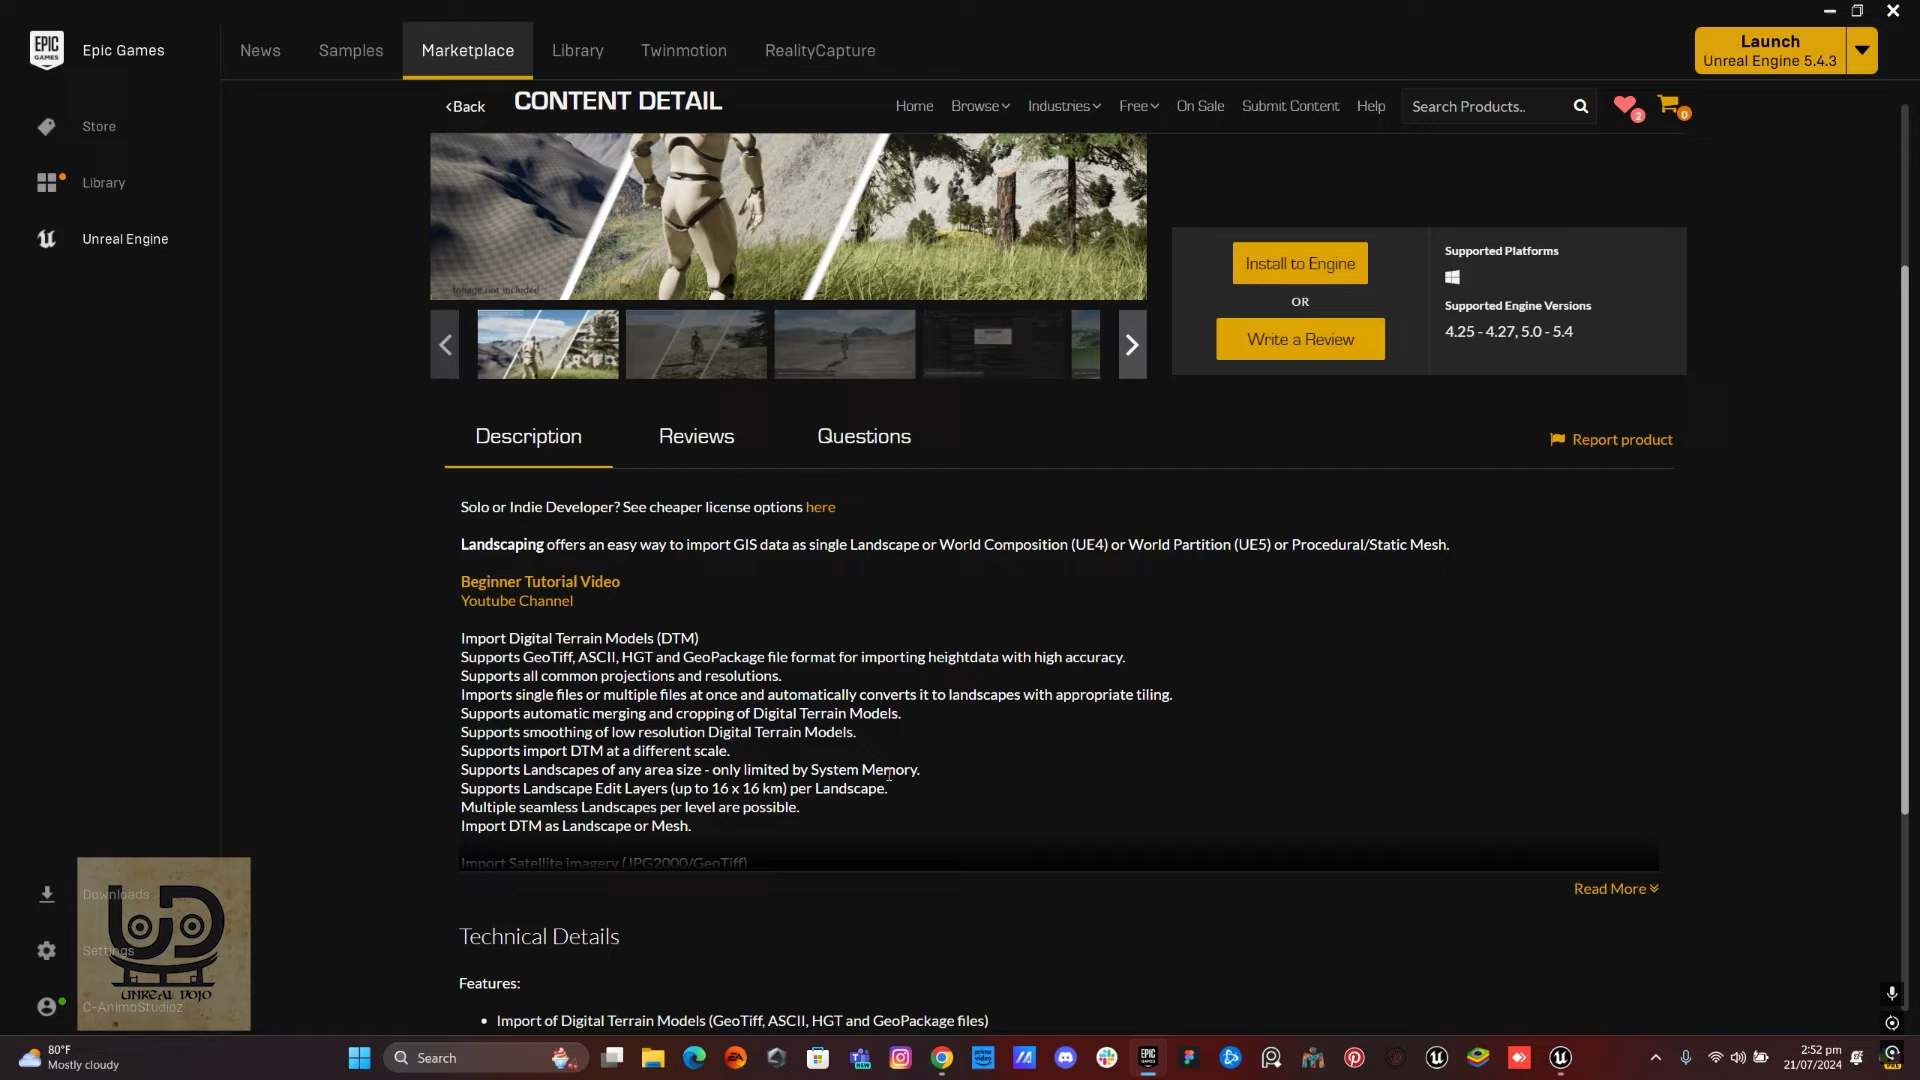 EPIC GAMES
Epic Games
News
Samples
Marketplace
Library
Twinmotion
RealityCapture
Launch
Unreal Engine 5.4.3
Store
Library
Unreal Engine
Back
CONTENT DETAIL
Home
Browse
Industries
Free
On Sale
Submit Content
Help
Search Products..
2
0
foliage not included
Install to Engine
OR
Write a Review
Supported Platforms
Supported Engine Versions
4.25 - 4.27, 5.0 - 5.4
Description
Reviews
Questions
Report product
Solo or Indie Developer? See cheaper license options here
Landscaping offers an easy way to import GIS data as single Landscape or World Composition (UE4) or World Partition (UE5) or Procedural/Static Mesh.
Beginner Tutorial Video
Youtube Channel
Import Digital Terrain Models (DTM)
Supports GeoTiff, ASCII, HGT and GeoPackage file format for importing heightdata with high accuracy.
Supports all common projections and resolutions.
Imports single files or multiple files at once and automatically converts it to landscapes with appropriate tiling.
Supports automatic merging and cropping of Digital Terrain Models.
Supports smoothing of low resolution Digital Terrain Models.
Supports import DTM at a different scale.
Supports Landscapes of any area size - only limited by System Memory.
Supports Landscape Edit Layers (up to 16 x 16 km) per Landscape.
Multiple seamless Landscapes per level are possible.
Import DTM as Landscape or Mesh.
Import Satellite imagery (JPG2000/GeoTiff)
Read More
Technical Details
Features:
• Import of Digital Terrain Models (GeoTiff, ASCII, HGT and GeoPackage files)
Downloads
Settings
C-AnimoStudioz
UNREAL DOJO
80°F
Mostly cloudy
Search
2:52 pm
21/07/2024